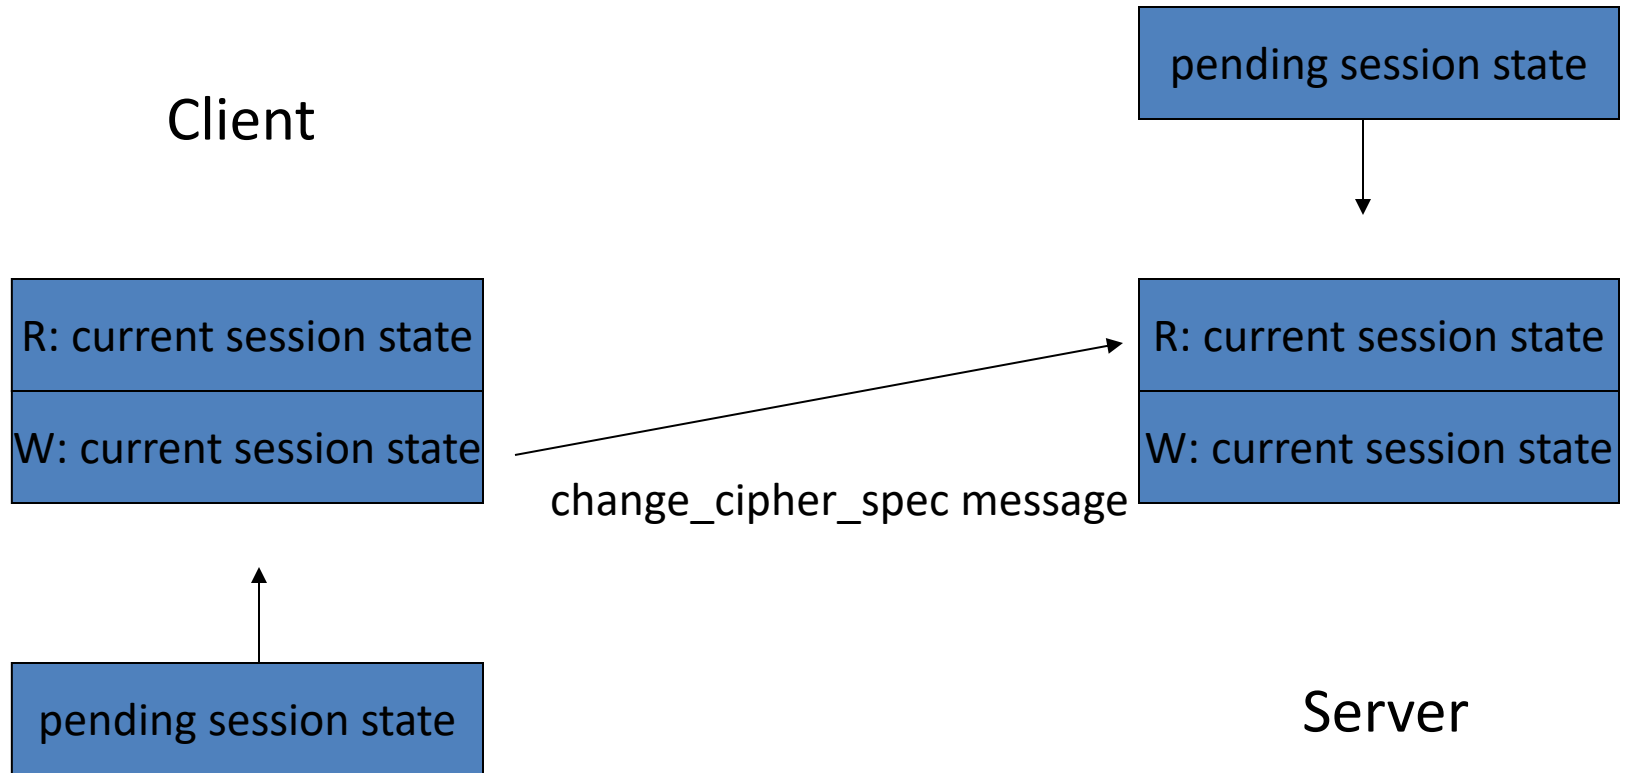 pending session state
Client
R: current session state
R: current session state
W: current session state
W: current session state
change_cipher_spec message
pending session state
Server